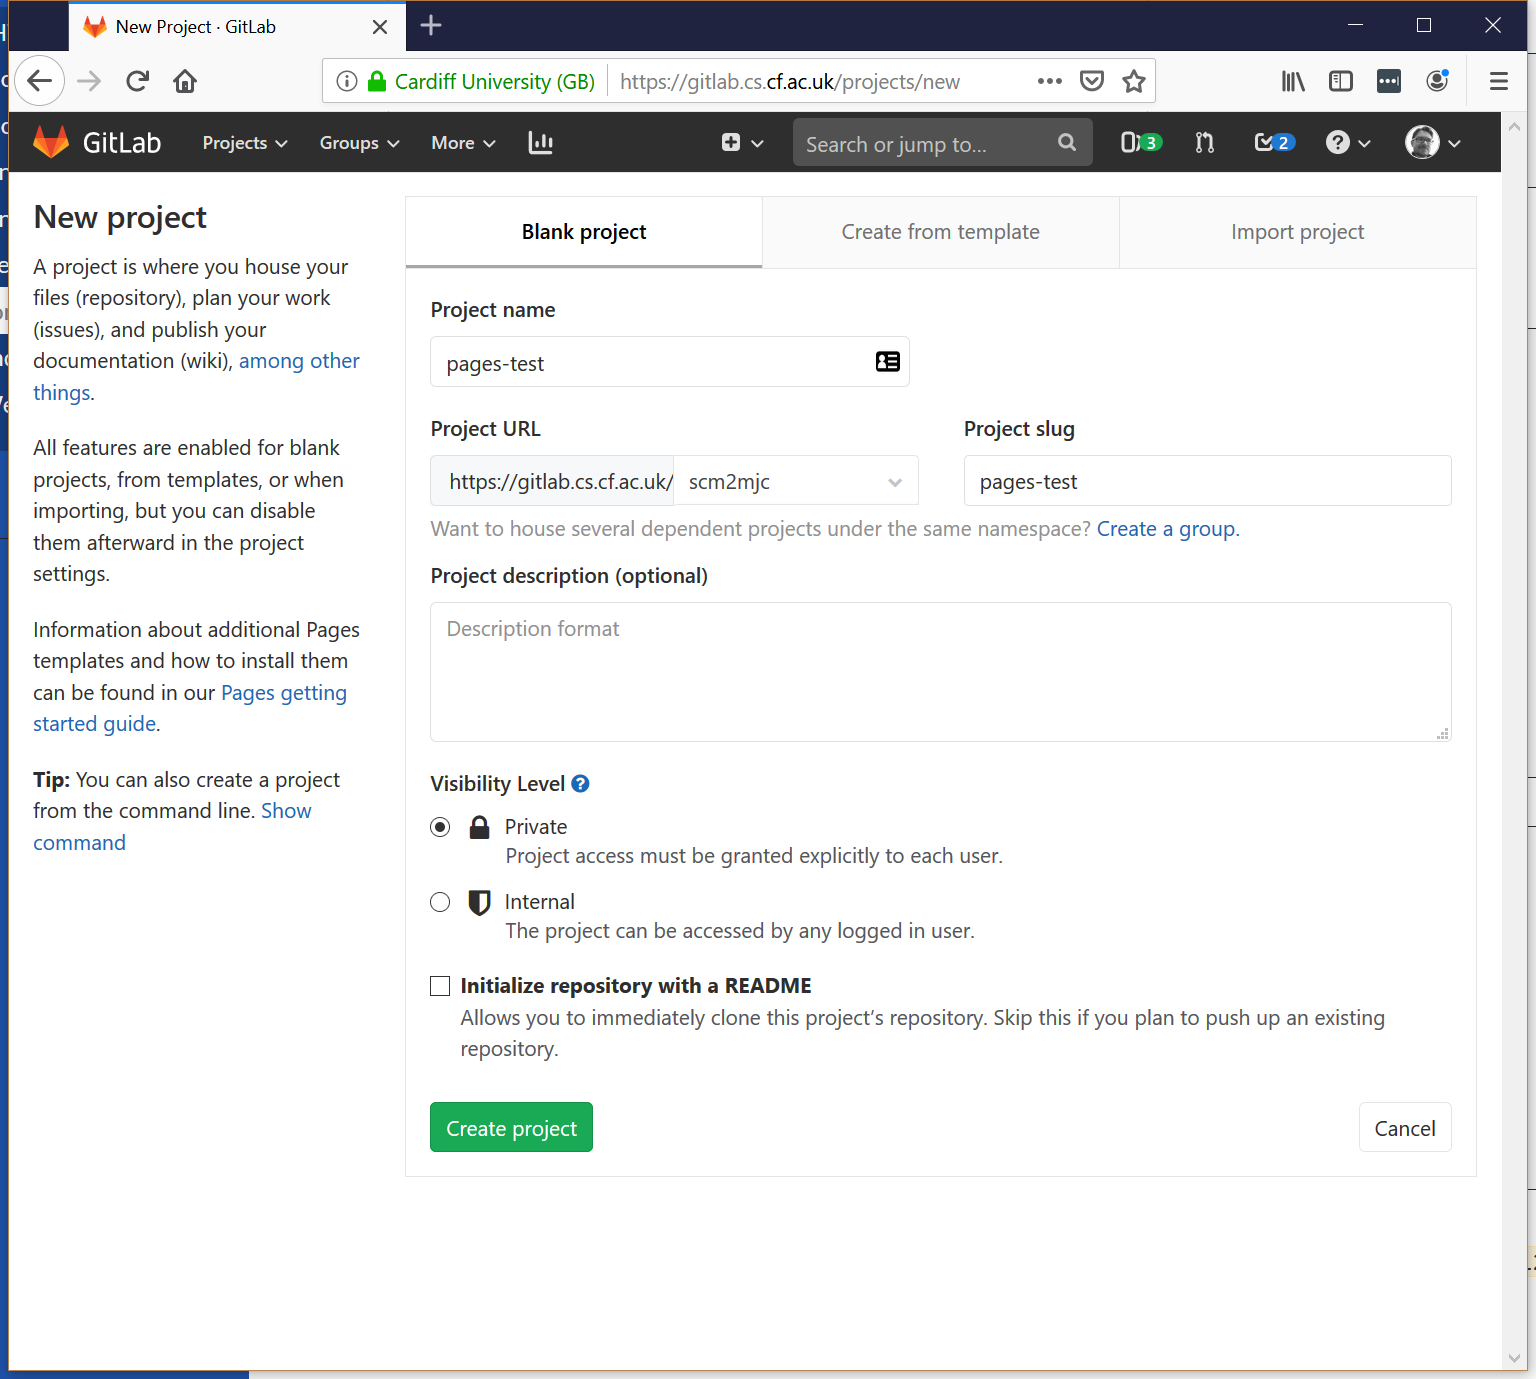 New Project · GitLab
Cardiff University (GB)
https://gitlab.cs.cf.ac.uk/projects/new
GitLab
Projects
Groups
More
Search or jump to...
3
2
New project
A project is where you house your
files (repository), plan your work
(issues), and publish your
documentation (wiki), among other
things.
All features are enabled for blank
projects, from templates, or when
importing, but you can disable
them afterward in the project
settings.
Information about additional Pages
templates and how to install them
can be found in our Pages getting
started guide.
Tip: You can also create a project
from the command line. Show
command
Blank project
Create from template
Import project
Project name
pages-test
Project URL
Project slug
https://gitlab.cs.cf.ac.uk/
scm2mjc
pages-test
Want to house several dependent projects under the same namespace? Create a group.
Project description (optional)
Description format
Visibility Level
Private
Project access must be granted explicitly to each user.
Internal
The project can be accessed by any logged in user.
Initialize repository with a README
Allows you to immediately clone this project’s repository. Skip this if you plan to push up an existing
repository.
Create project
Cancel